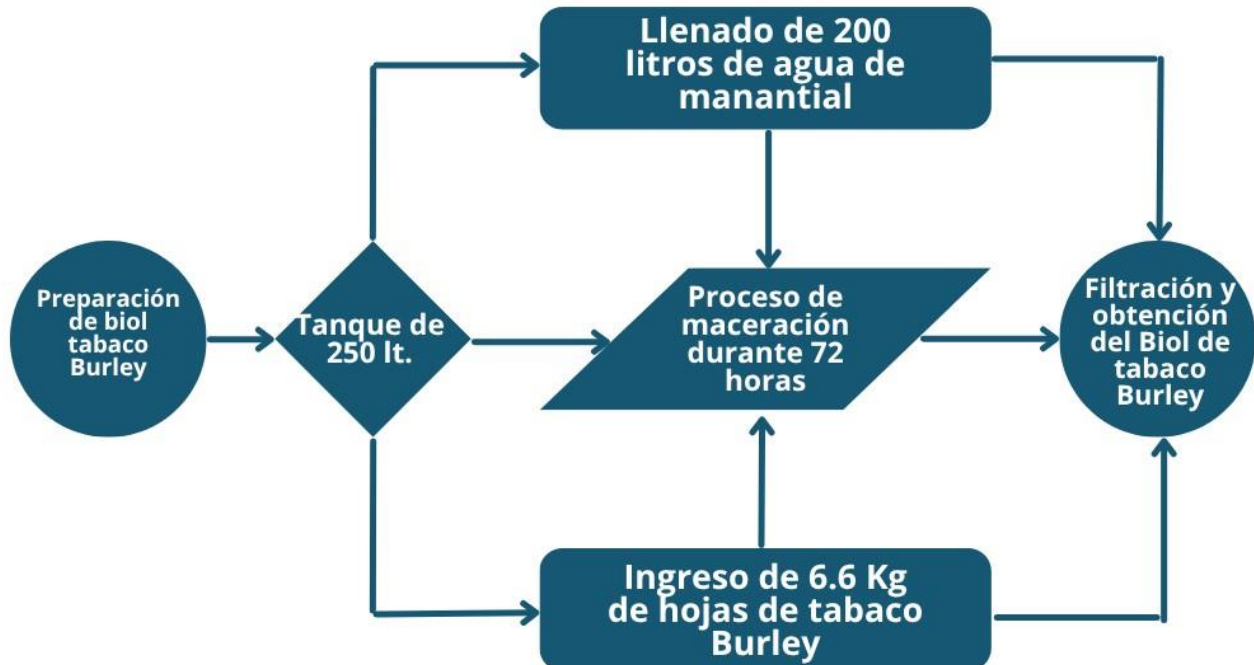 Llenado de 200
litros de agua de
manantial
Preparación
de biol
tabaco
Burley
Tanque de
250 lt.
Proceso de
maceración
durante 72
horas
Filtración y
obtención
del Biol de
tabaco
Burley
Ingreso de 6.6 Kg
de hojas de tabaco
Burley